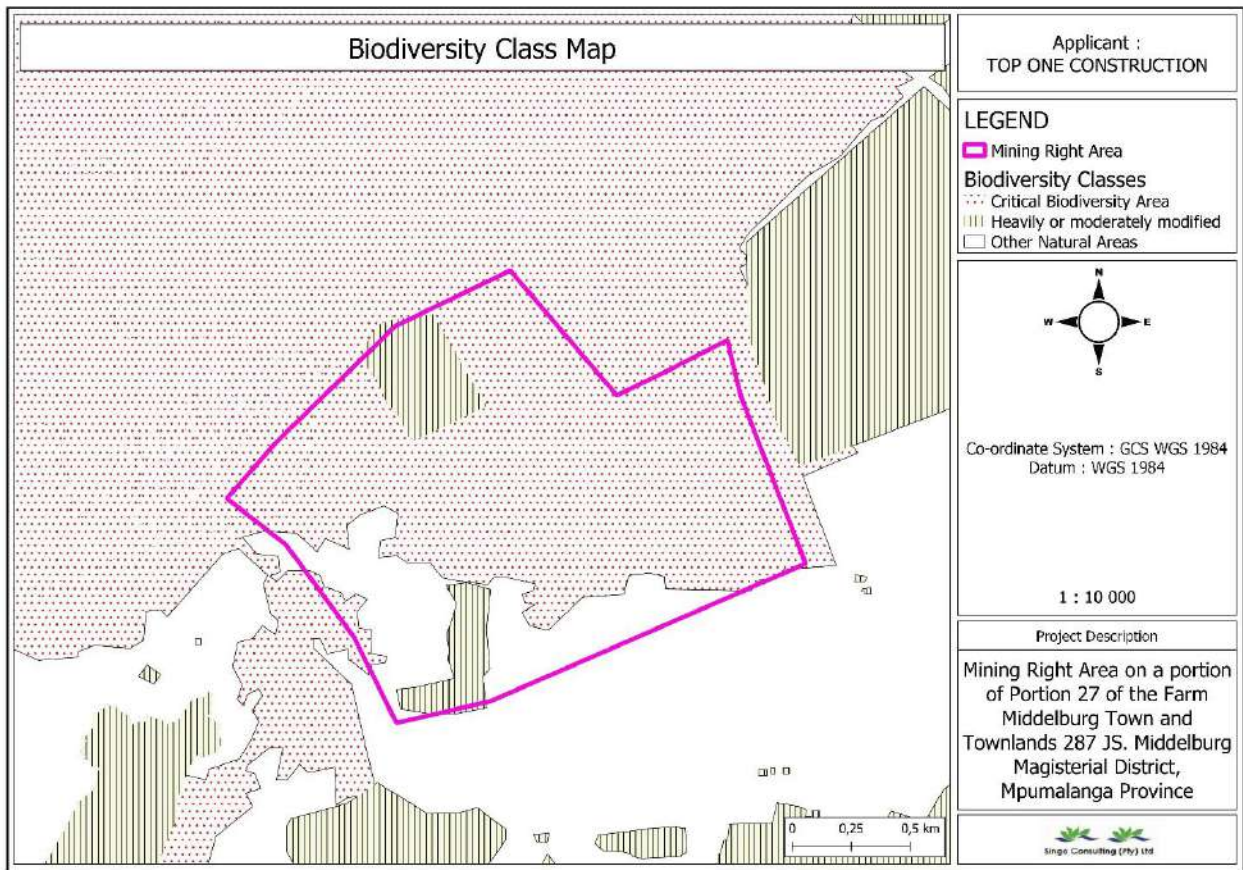 Biodiversity Class Map
Applicant :
TOP ONE CONSTRUCTION
LEGEND
Mining Right Area
Biodiversity Classes
Critical Biodiversity Area
Heavily or moderately modified
Other Natural Areas
N
W
E
S
Co-ordinate System : GCS WGS 1984
Datum : WGS 1984
1 : 10 000
Project Description
Mining Right Area on a portion
of Portion 27 of the Farm
Middelburg Town and
Townlands 287 JS. Middelburg
Magisterial District,
Mpumalanga Province
0 0,25 0,5 km
Singo Consulting (Pty) Ltd